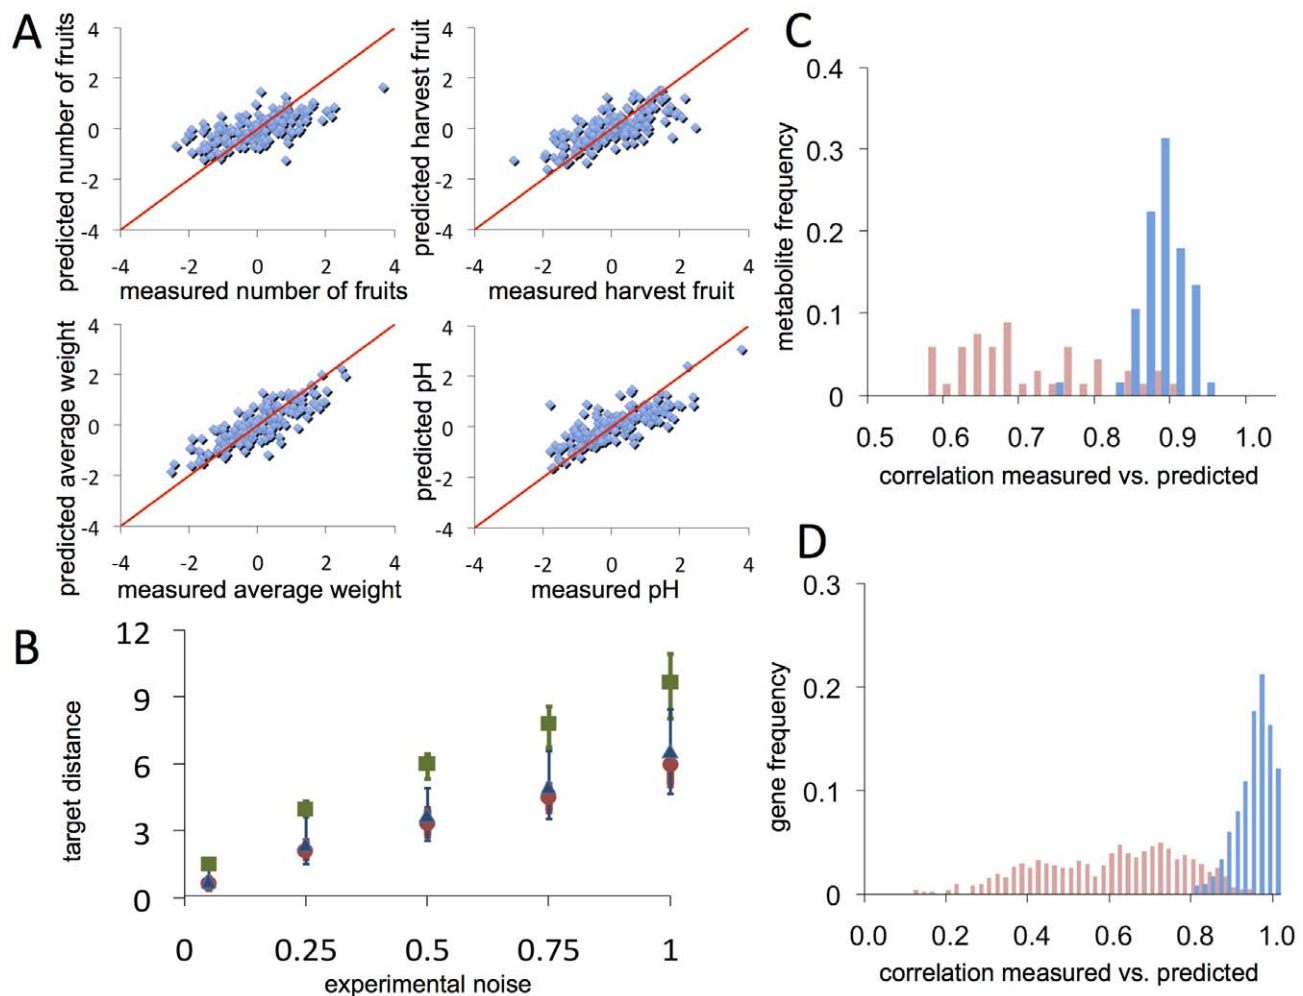 A
predicted number of fruits
4
2
0
-2
-4
-4 -2 0 2 4
measured number of fruits
predicted harvest fruit
4
2
0
-2
-4
-4 -2 0 2 4
measured harvest fruit
predicted average weight
4
2
0
-2
-4
-4 -2 0 2 4
measured average weight
predicted pH
4
2
0
-2
-4
-4 -2 0 2 4
measured pH
B
target distance
12
9
6
3
0
0 0.25 0.5 0.75 1
experimental noise
C
metabolite frequency
0.4
0.3
0.2
0.1
0
0.5 0.6 0.7 0.8 0.9 1.0
correlation measured vs. predicted
D
gene frequency
0.3
0.2
0.1
0
0.0 0.2 0.4 0.6 0.8 1.0
correlation measured vs. predicted